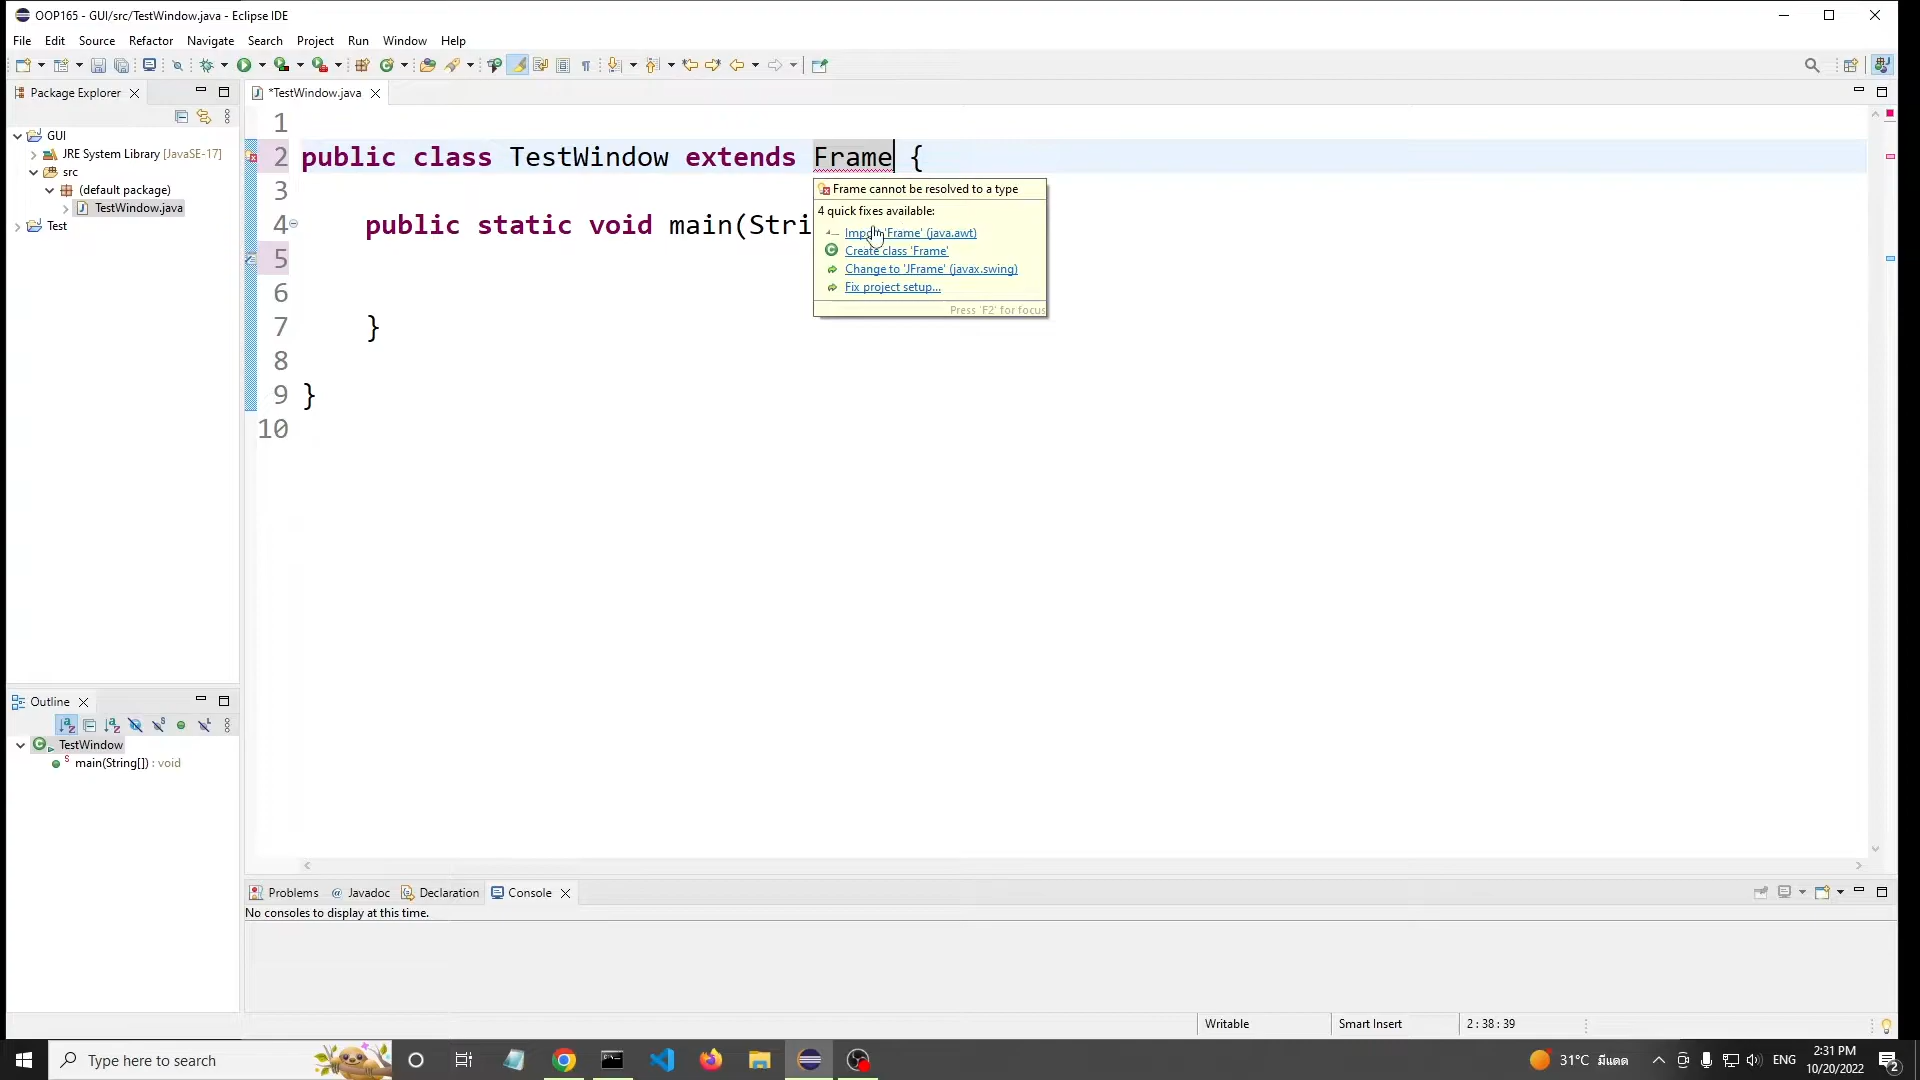 OOP165 - GUI/src/TestWindow.java - Eclipse IDE
File Edit Source Refactor Navigate Search Project Run Window Help
Package Explorer
*TestWindow.java
GUI
JRE System Library [JavaSE-17]
src
(default package)
TestWindow.java
Test
1
2 public class TestWindow extends Frame {
3
4 public static void main(Stri
5
6
7 }
8
9 }
10
Frame cannot be resolved to a type
4 quick fixes available:
Import 'Frame' (java.awt)
Create class 'Frame'
Change to 'JFrame' (javax.swing)
Fix project setup...
Press 'F2' for focus
Outline
TestWindow
main(String[]) : void
Problems Javadoc Declaration Console
No consoles to display at this time.
Writable Smart Insert 2 : 38 : 39
Type here to search
31°C มีแดด ENG 2:31 PM
10/20/2022 2